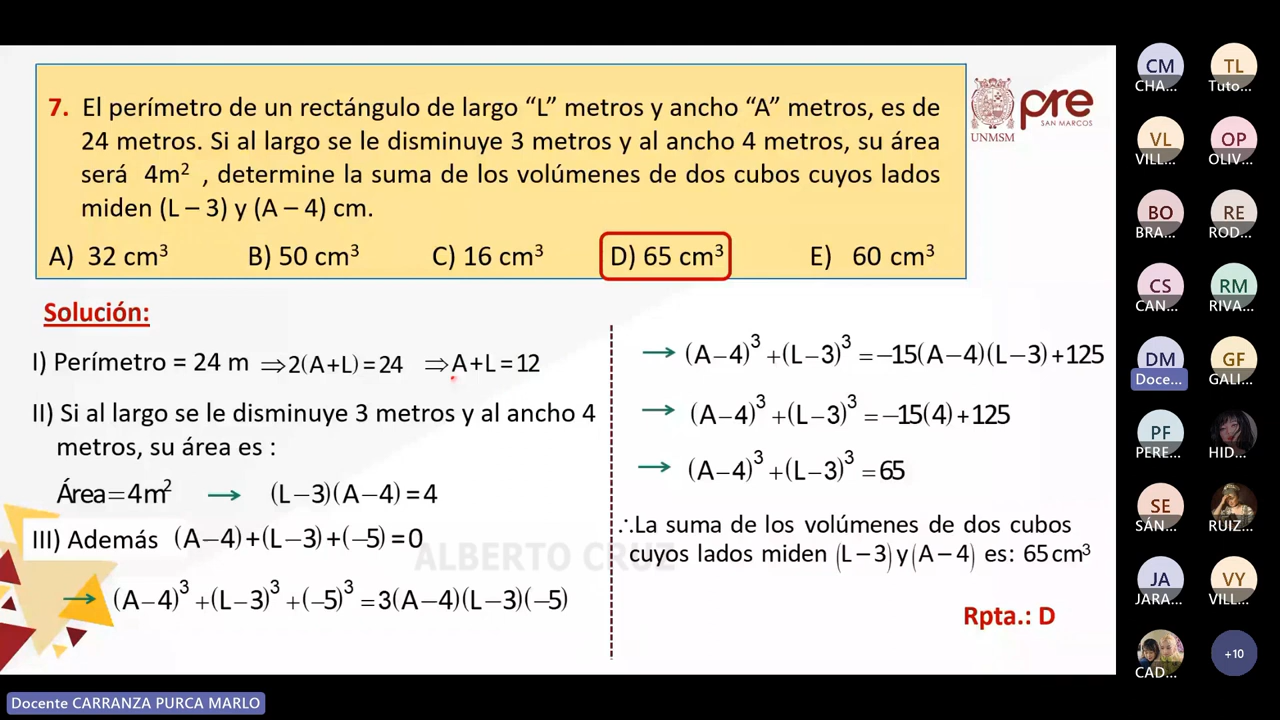 7. El perímetro de un rectángulo de largo “L” metros y ancho “A” metros, es de
24 metros. Si al largo se le disminuye 3 metros y al ancho 4 metros, su área
será 4m² , determine la suma de los volúmenes de dos cubos cuyos lados
miden (L – 3) y (A – 4) cm.
A) 32 cm³ B) 50 cm³ C) 16 cm³ D) 65 cm³ E) 60 cm³
UNMSM
pre
SAN MARCOS
Solución:
I) Perímetro = 24 m ⇒2(A+L)=24 ⇒A+L=12
II) Si al largo se le disminuye 3 metros y al ancho 4
metros, su área es :
Área=4m² → (L−3)(A−4)=4
III) Además (A−4)+(L−3)+(−5)=0
→ (A−4)³+(L−3)³+(−5)³=3(A−4)(L−3)(−5)
ALBERTO CRUZ
→ (A−4)³+(L−3)³=−15(A−4)(L−3)+125
→ (A−4)³+(L−3)³=−15(4)+125
→ (A−4)³+(L−3)³=65
∴La suma de los volúmenes de dos cubos
cuyos lados miden (L−3) y (A−4) es: 65cm³
Rpta.: D
CM
CHA...
TL
Tuto...
VL
VILL...
OP
OLIV...
BO
BRA...
RE
ROD...
CS
CAN...
RM
RIVA...
DM
Doce...
GF
GALI...
PF
PERE...
HID...
SE
SÁN...
RUIZ...
JA
JARA...
VY
VILL...
CAD...
+10
Docente CARRANZA PURCA MARLO